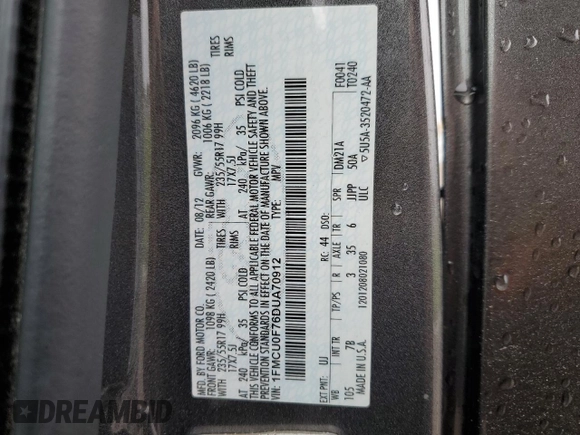 MFD. BY FORD MOTOR CO.
DATE: 08/12 GVWR: 2096 KG ( 4620 LB)
FRONT GAWR: 1098 KG ( 2420 LB) REAR GAWR: 1006 KG ( 2218 LB)
235/55R17 99H TIRES WITH 235/55R17 99H TIRES
17X7.5J RIMS WITH 17X7.5J RIMS
AT 240 kPa/ 35 PSI COLD AT 240 kPa/ 35 PSI COLD
THIS VEHICLE CONFORMS TO ALL APPLICABLE FEDERAL MOTOR VEHICLE SAFETY AND THEFT
PREVENTION STANDARDS IN EFFECT ON THE DATE OF MANUFACTURE SHOWN ABOVE.
VIN: 1FMCU0F76DUA70912 TYPE: MPV
F0041
T0240
EXT PNT: UJ RC: 44 DSO:
WB INT TR TP/PS R AXLE TR SPR DM21A
105 7B 3 35 6 JJPP 50A
ULC
MADE IN U.S.A. 1201208021080 ▽5U5A-3520472-AA
DREAMBID